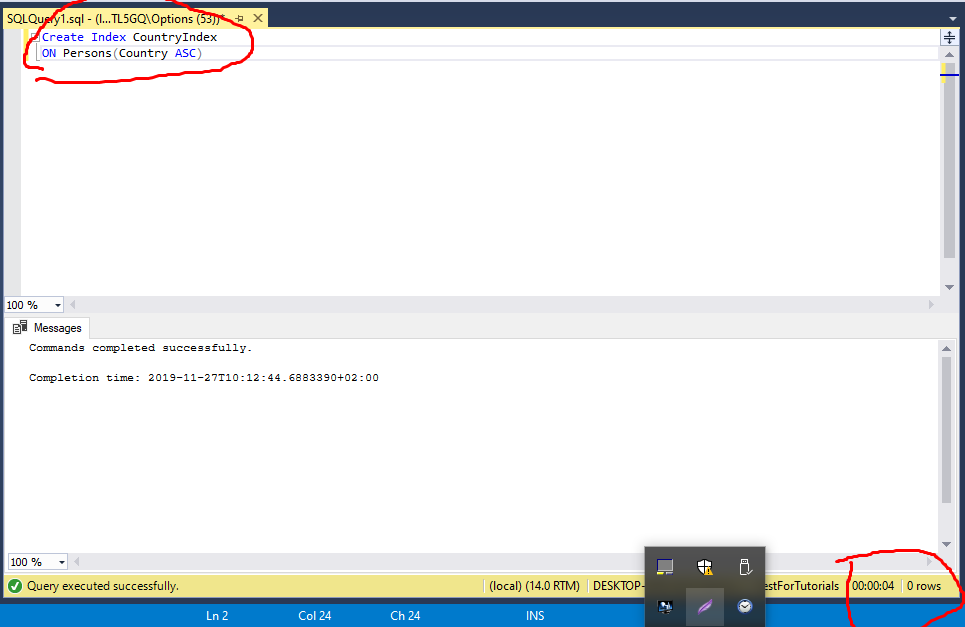 SQLQuery1.sql - (l...TL5GQ\Options (53))*
Create Index CountryIndex
ON Persons(Country ASC)
100 %
Messages
Commands completed successfully.
Completion time: 2019-11-27T10:12:44.6883390+02:00
100 %
Query executed successfully.
(local) (14.0 RTM)
DESKTOP-
estForTutorials
00:00:04
0 rows
Ln 2
Col 24
Ch 24
INS